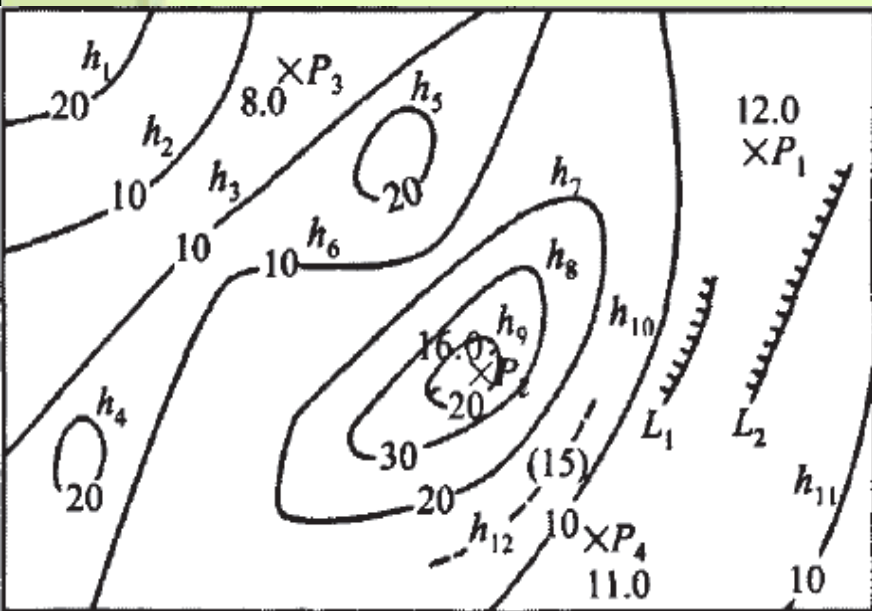 h₁
20
h₂
10
×P₃
8.0
h₃
10
h₅
20
h₆
10
12.0
×P₁
h₇
h₈
h₉
16.0
×P
20
30
20
h₁₀
h₄
20
(15)
h₁₂
10
×P₄
11.0
L₁
L₂
h₁₁
10